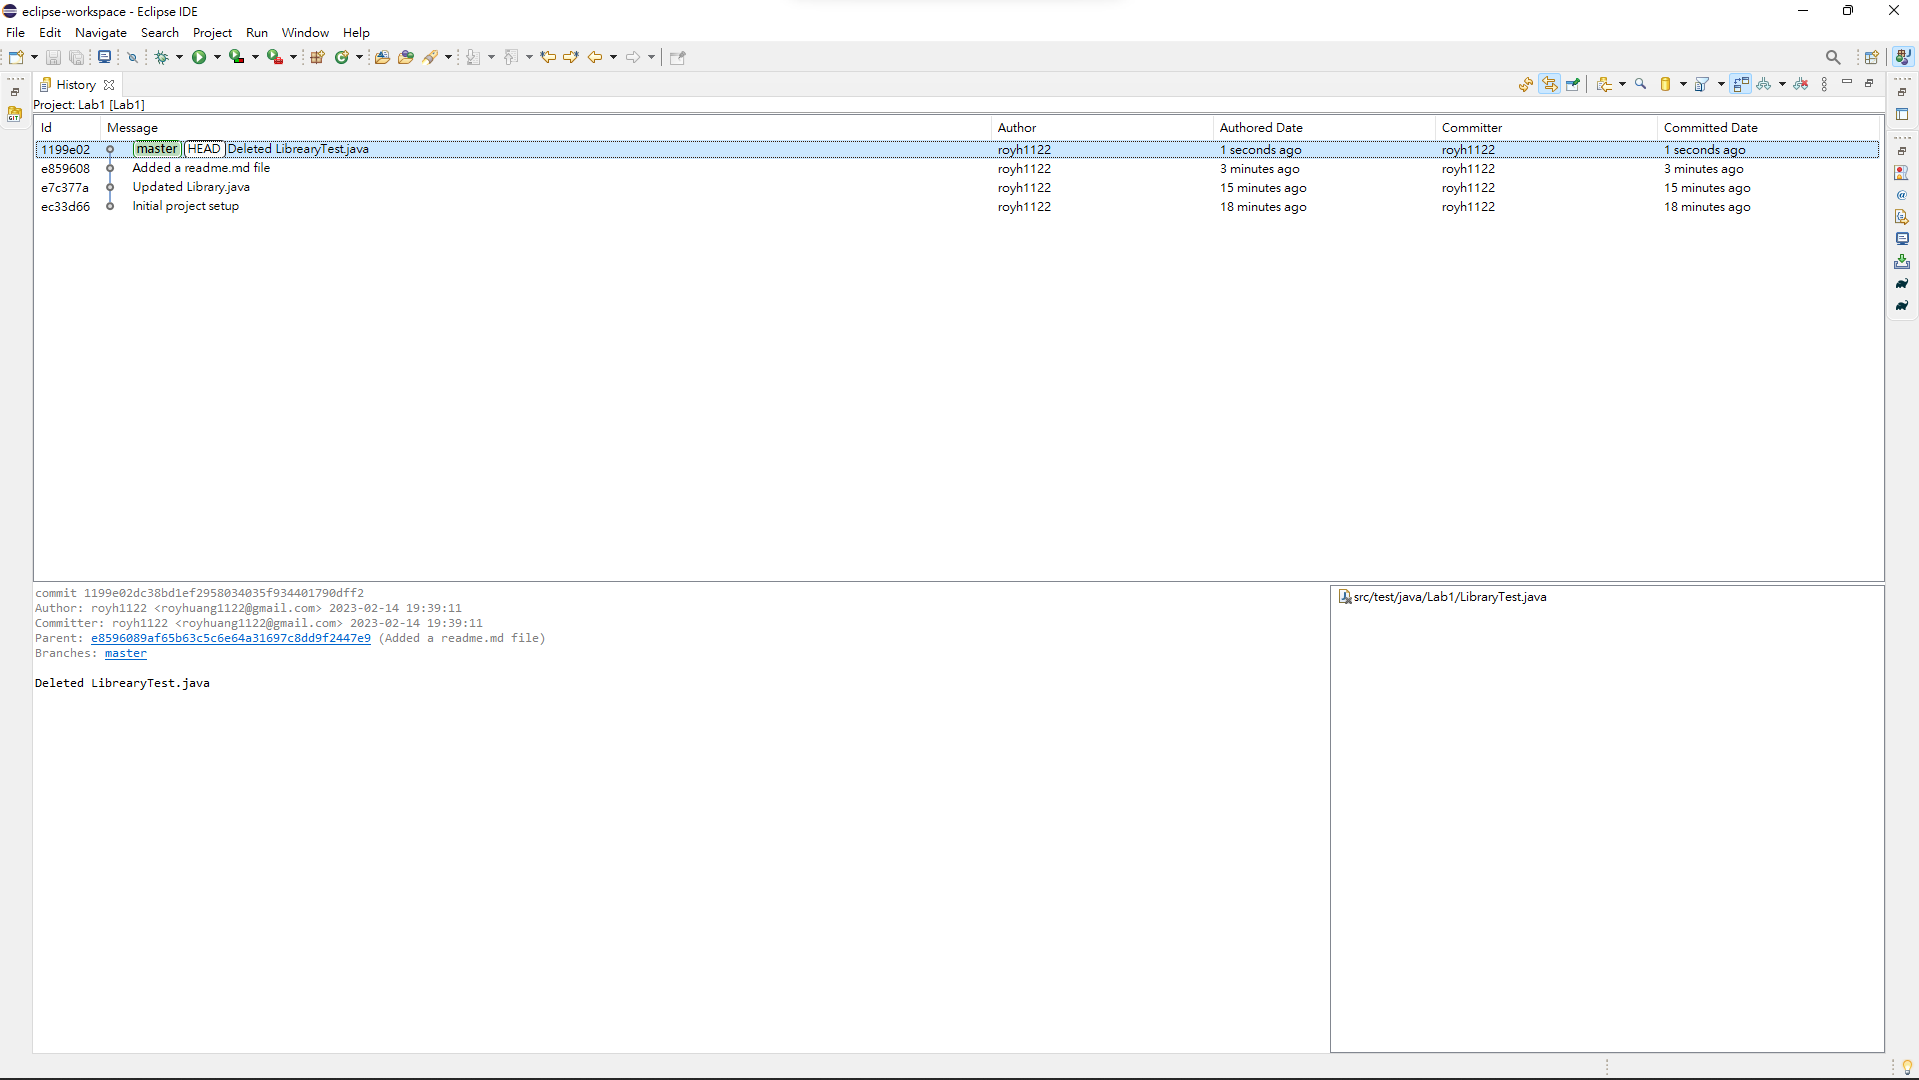 eclipse-workspace - Eclipse IDE
File Edit Navigate Search Project Run Window Help
History
Project: Lab1 [Lab1]
Id Message Author Authored Date Committer Committed Date
1199e02 master HEAD Deleted LibrearyTest.java royh1122 1 seconds ago royh1122 1 seconds ago
e859608 Added a readme.md file royh1122 3 minutes ago royh1122 3 minutes ago
e7c377a Updated Library.java royh1122 15 minutes ago royh1122 15 minutes ago
ec33d66 Initial project setup royh1122 18 minutes ago royh1122 18 minutes ago
commit 1199e02dc38bd1ef2958034035f934401790dff2
Author: royh1122 <royhuang1122@gmail.com> 2023-02-14 19:39:11
Committer: royh1122 <royhuang1122@gmail.com> 2023-02-14 19:39:11
Parent: e8596089af65b63c5c6e64a31697c8dd9f2447e9 (Added a readme.md file)
Branches: master
Deleted LibrearyTest.java
src/test/java/Lab1/LibraryTest.java